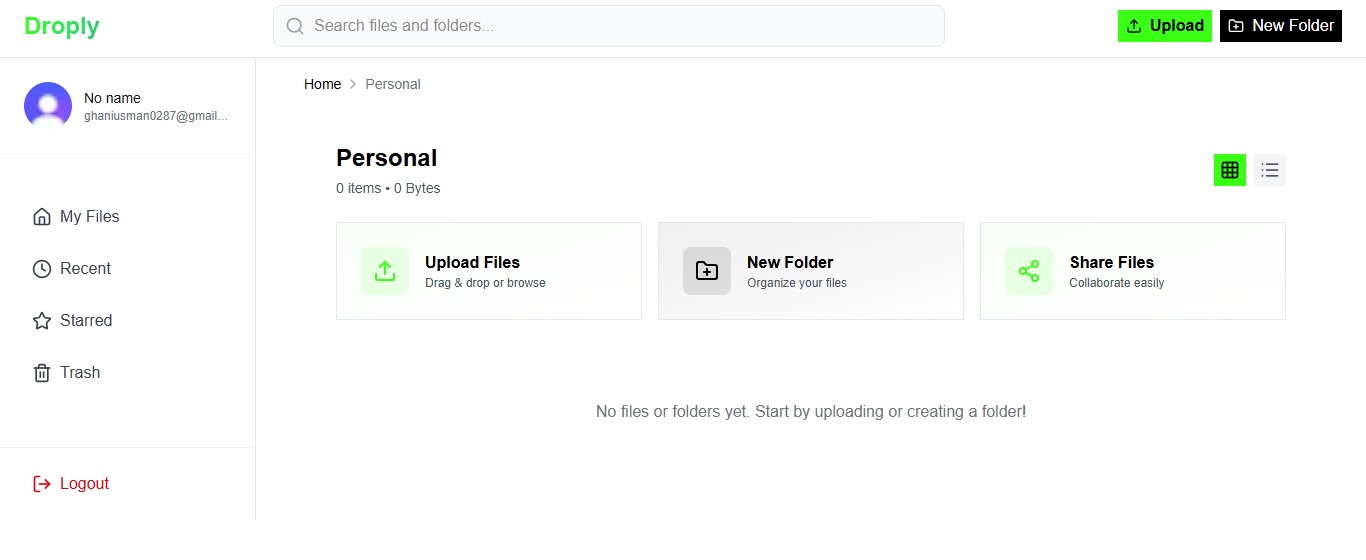 Droply
Search files and folders...
Upload
New Folder
No name
ghaniusman0287@gmail...
My Files
Recent
Starred
Trash
Logout
Home > Personal
Personal
0 items • 0 Bytes
Upload Files
Drag & drop or browse
New Folder
Organize your files
Share Files
Collaborate easily
No files or folders yet. Start by uploading or creating a folder!